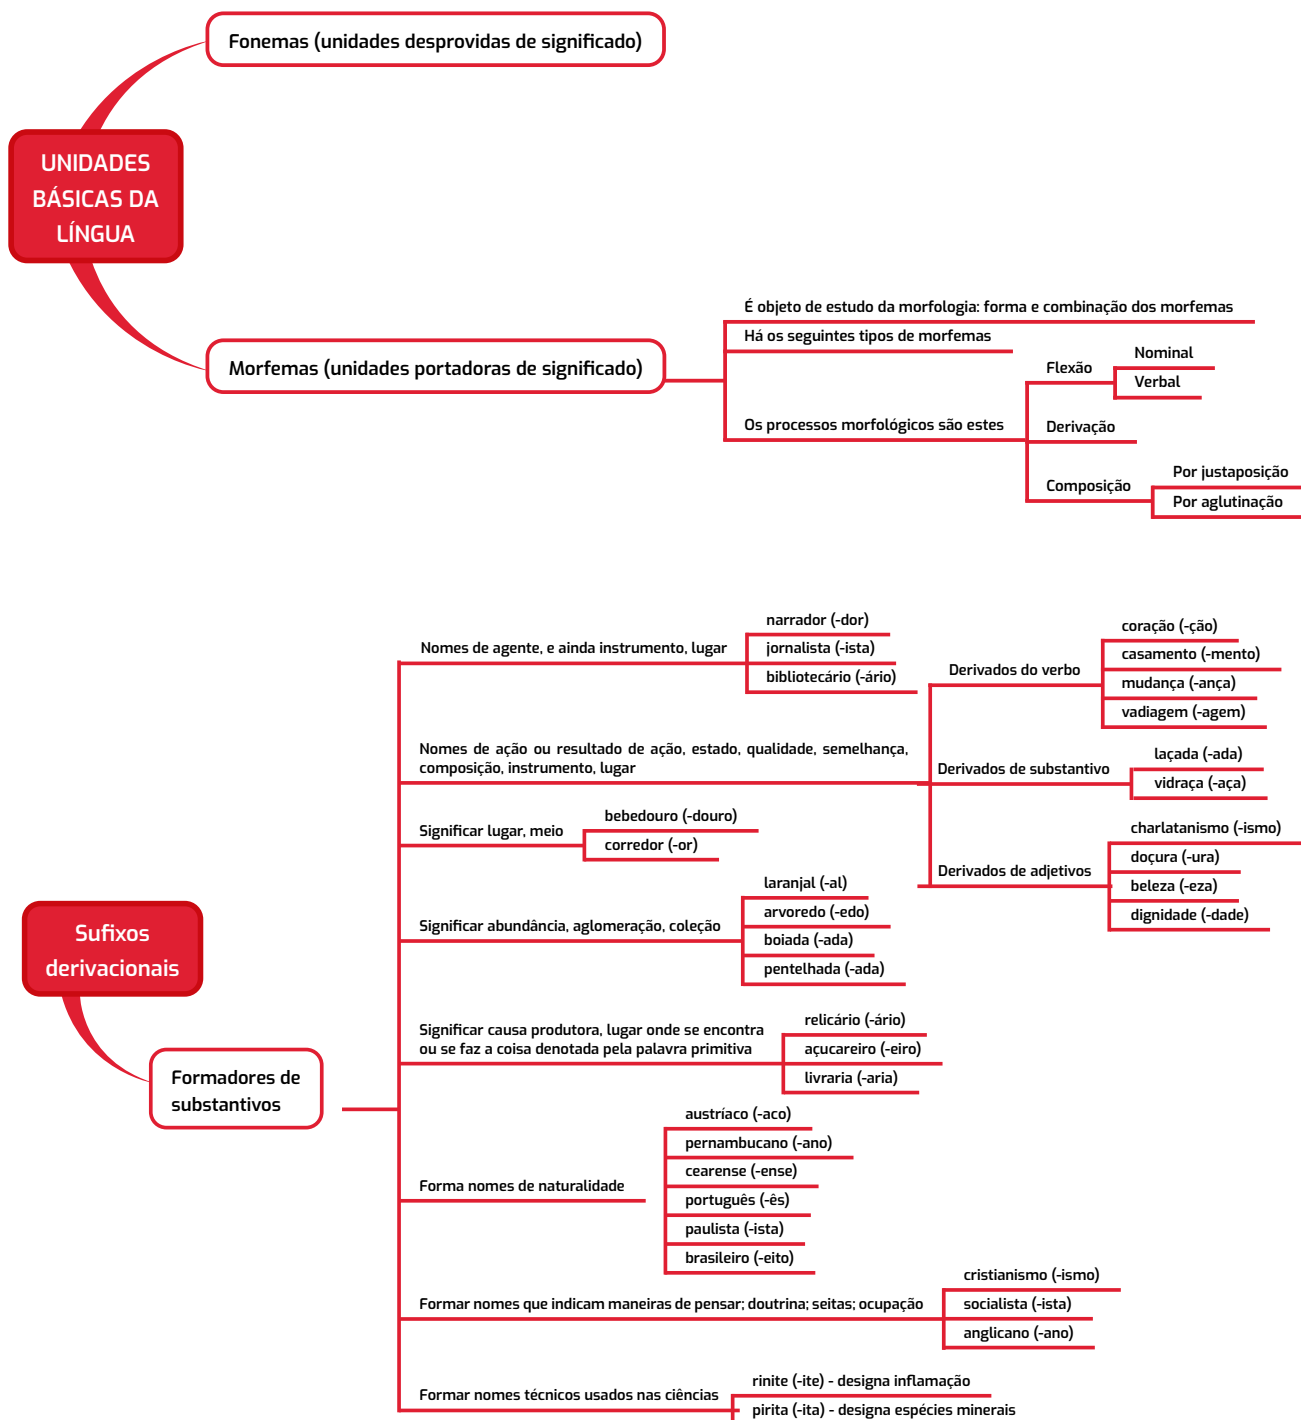 Fonemas (unidades desprovidas de significado)
UNIDADES
BÁSICAS DA
LÍNGUA
Morfemas (unidades portadoras de significado)
É objeto de estudo da morfologia: forma e combinação dos morfemas
Há os seguintes tipos de morfemas
Os processos morfológicos são estes
Flexão
Nominal
Verbal
Derivação
Composição
Por justaposição
Por aglutinação
Sufixos
derivacionais
Formadores de
substantivos
Nomes de agente, e ainda instrumento, lugar
narrador (-dor)
jornalista (-ista)
bibliotecário (-ário)
Nomes de ação ou resultado de ação, estado, qualidade, semelhança,
composição, instrumento, lugar
Derivados do verbo
coração (-ção)
casamento (-mento)
mudança (-ança)
vadiagem (-agem)
Derivados de substantivo
laçada (-ada)
vidraça (-aça)
Derivados de adjetivos
charlatanismo (-ismo)
doçura (-ura)
beleza (-eza)
dignidade (-dade)
Significar lugar, meio
bebedouro (-douro)
corredor (-or)
Significar abundância, aglomeração, coleção
laranjal (-al)
arvoredo (-edo)
boiada (-ada)
pentelhada (-ada)
Significar causa produtora, lugar onde se encontra
ou se faz a coisa denotada pela palavra primitiva
relicário (-ário)
açucareiro (-eiro)
livraria (-aria)
Forma nomes de naturalidade
austríaco (-aco)
pernambucano (-ano)
cearense (-ense)
português (-ês)
paulista (-ista)
brasileiro (-eito)
Formar nomes que indicam maneiras de pensar; doutrina; seitas; ocupação
cristianismo (-ismo)
socialista (-ista)
anglicano (-ano)
Formar nomes técnicos usados nas ciências
rinite (-ite) - designa inflamação
pirita (-ita) - designa espécies minerais